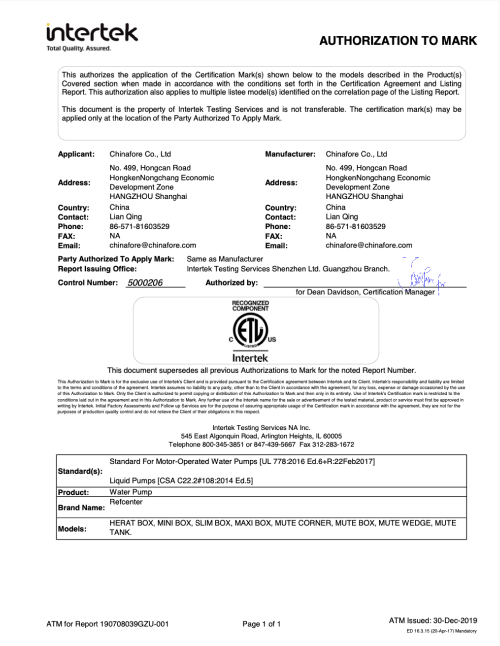 intertek
Total Quality. Assured.
AUTHORIZATION TO MARK
This authorizes the application of the Certification Mark(s) shown below to the models described in the Product(s)
Covered section when made in accordance with the conditions set forth in the Certification Agreement and Listing
Report. This authorization also applies to multiple listee model(s) identified on the correlation page of the Listing Report.
This document is the property of Intertek Testing Services and is not transferable. The certification mark(s) may be
applied only at the location of the Party Authorized To Apply Mark.
Applicant: Chinafore Co., Ltd Manufacturer: Chinafore Co., Ltd
No. 499, Hongcan Road No. 499, Hongcan Road
Address: HongkenNongchang Economic Address: HongkenNongchang Economic
Development Zone Development Zone
HANGZHOU Shanghai HANGZHOU Shanghai
Country: China Country: China
Contact: Lian Qing Contact: Lian Qing
Phone: 86-571-81603529 Phone: 86-571-81603529
FAX: NA FAX: NA
Email: chinafore@chinafore.com Email: chinafore@chinafore.com
Party Authorized To Apply Mark: Same as Manufacturer
Report Issuing Office: Intertek Testing Services Shenzhen Ltd. Guangzhou Branch.
Control Number: 5000206 Authorized by:
for Dean Davidson, Certification Manager
RECOGNIZED
COMPONENT
C ETL US
Intertek
This document supersedes all previous Authorizations to Mark for the noted Report Number.
This Authorization to Mark is for the exclusive use of Intertek's Client and is provided pursuant to the Certification agreement between Intertek and its Client. Intertek's responsibility and liability are limited
to the terms and conditions of the agreement. Intertek assumes no liability to any party, other than to the Client in accordance with the agreement, for any loss, expense or damage occasioned by the use
of this Authorization to Mark. Only the Client is authorized to permit copying or distribution of this Authorization to Mark and then only in its entirety. Use of Intertek's Certification mark is restricted to the
conditions laid out in the agreement and in this Authorization to Mark. Any further use of the Intertek name for the sale or advertisement of the tested material, product or service must first be approved in
writing by Intertek. Initial Factory Assessments and Follow up Services are for the purpose of assuring appropriate usage of the Certification mark in accordance with the agreement, they are not for the
purposes of production quality control and do not relieve the Client of their obligations in this respect.
Intertek Testing Services NA Inc.
545 East Algonquin Road, Arlington Heights, IL 60005
Telephone 800-345-3851 or 847-439-5667 Fax 312-283-1672
Standard For Motor-Operated Water Pumps [UL 778:2016 Ed.6+R:22Feb2017]
Standard(s):
Liquid Pumps [CSA C22.2#108:2014 Ed.5]
Product: Water Pump
Brand Name: Refcenter
Models: HERAT BOX, MINI BOX, SLIM BOX, MAXI BOX, MUTE CORNER, MUTE BOX, MUTE WEDGE, MUTE
TANK.
ATM for Report 190708039GZU-001 Page 1 of 1 ATM Issued: 30-Dec-2019
ED 16.3.15 (20-Apr-17) Mandatory